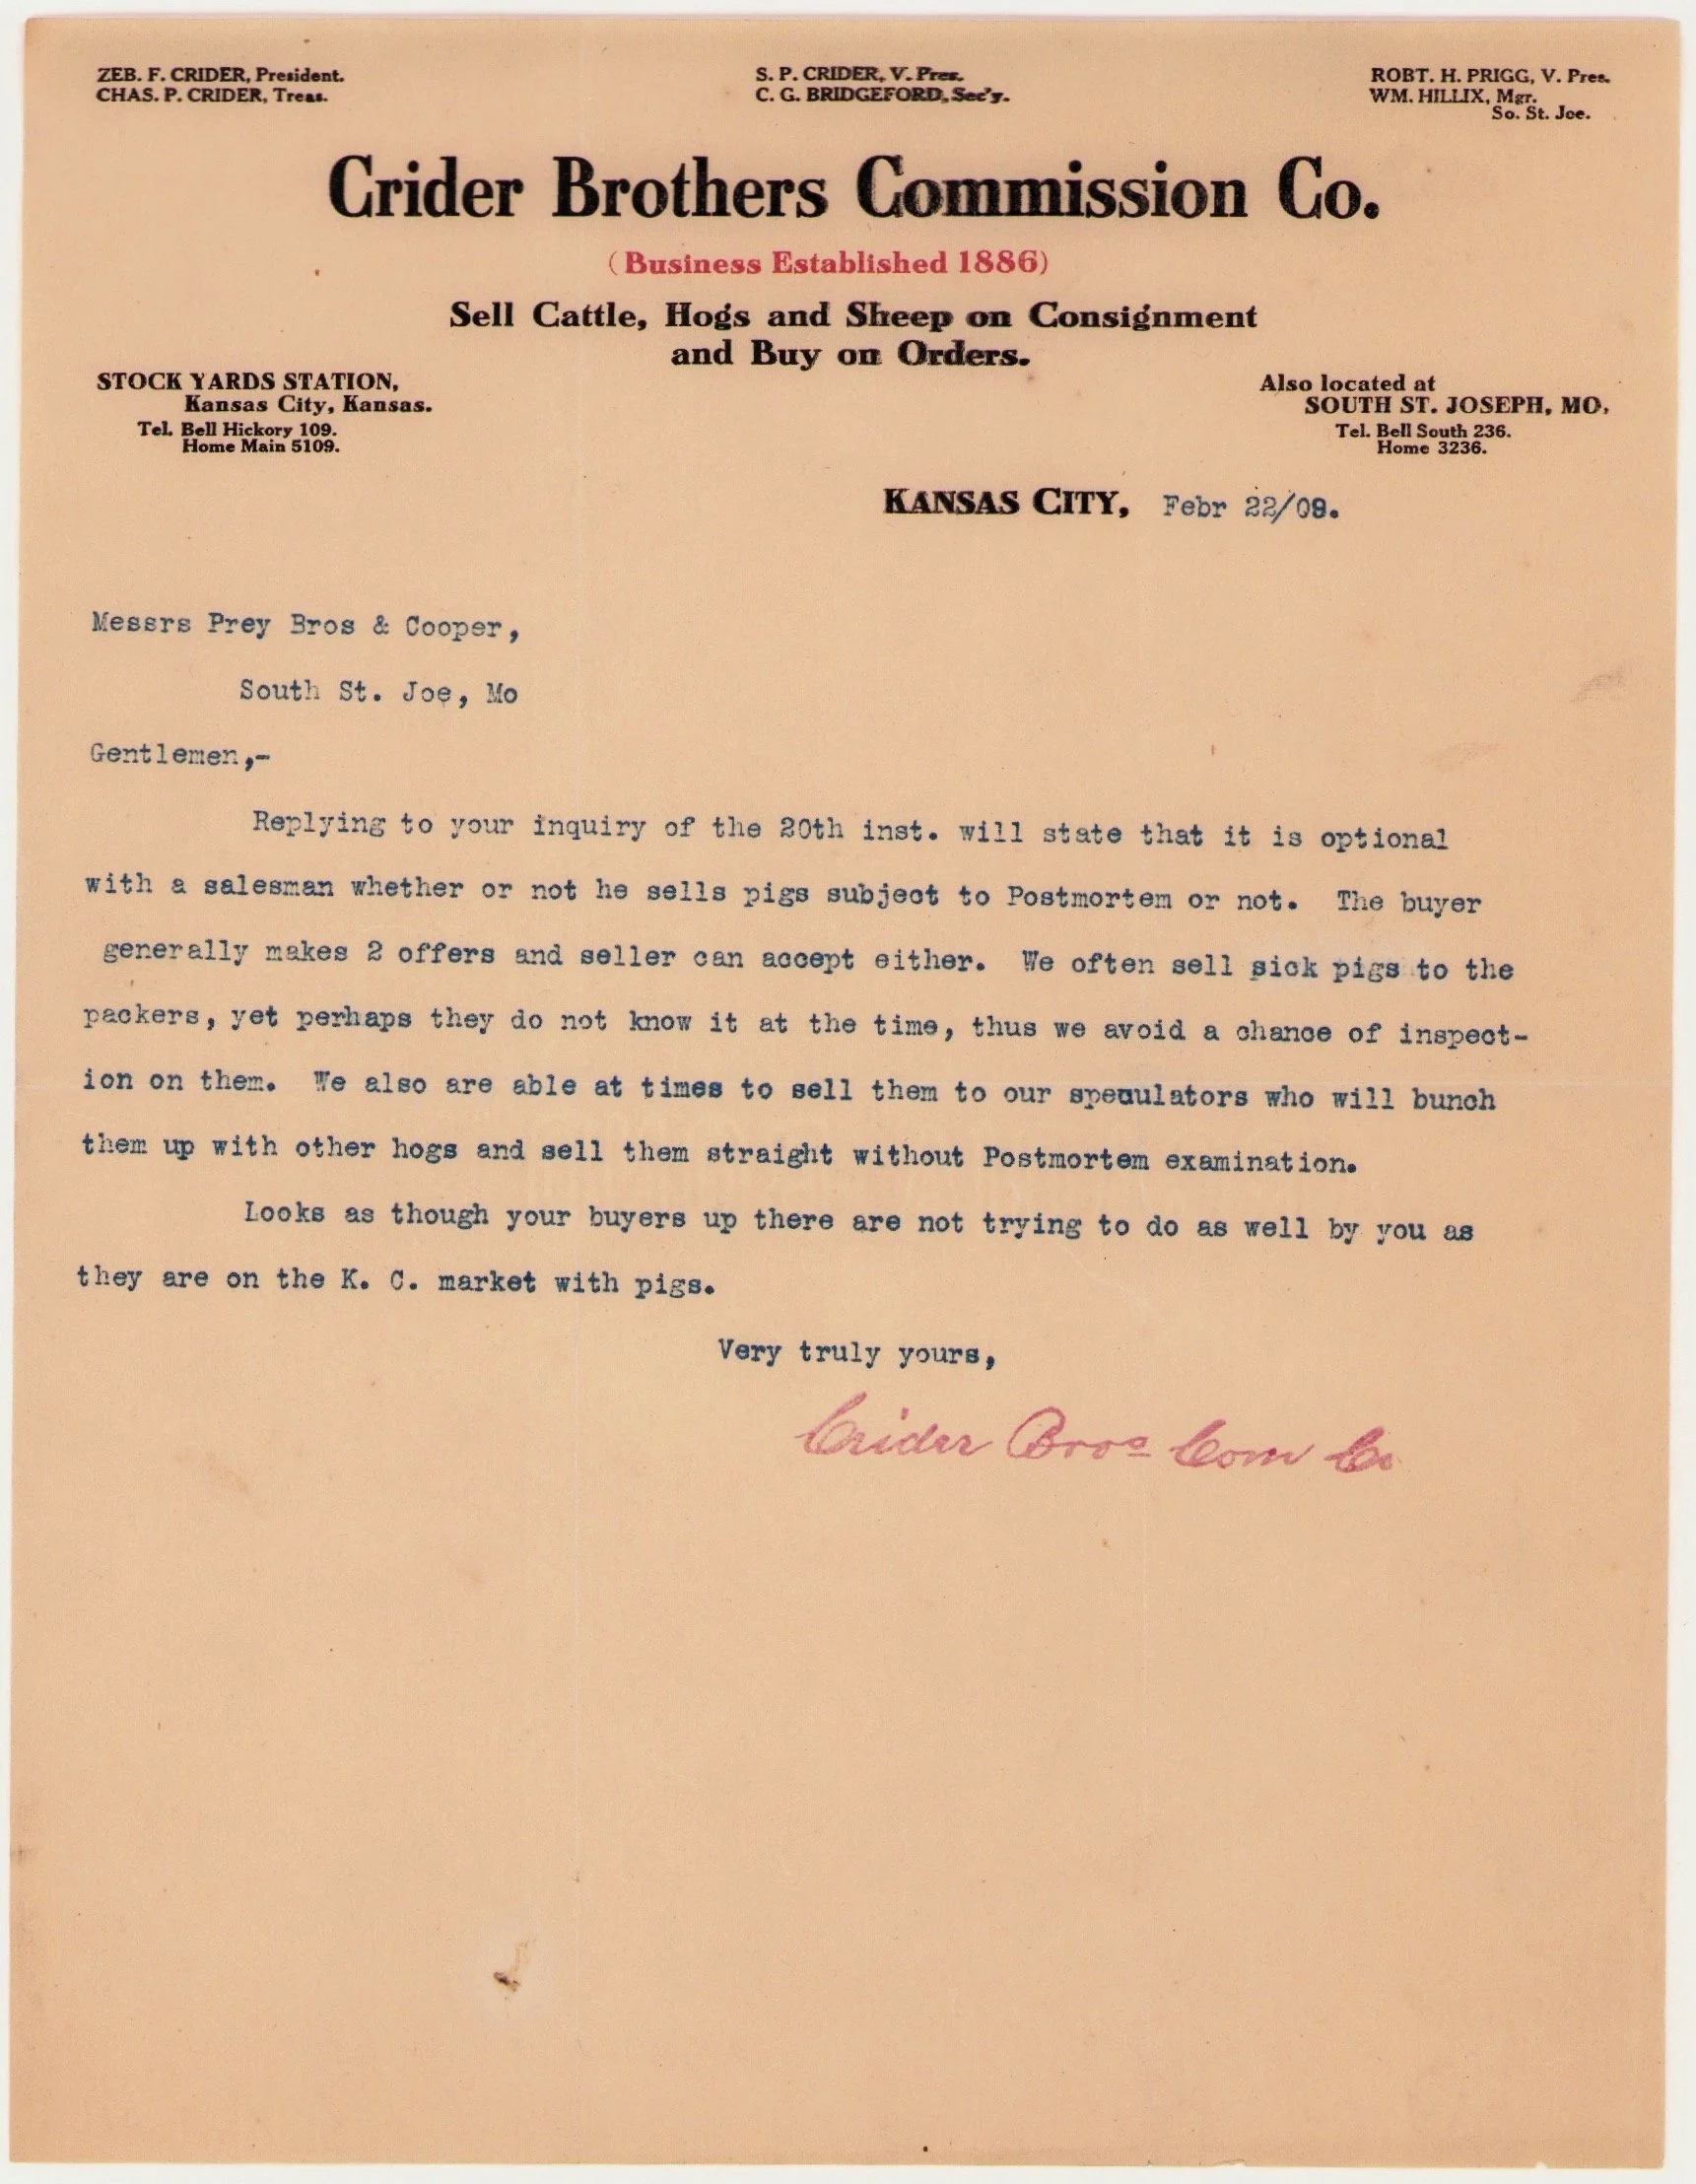 ZEB. F. CRIDER, President.
CHAS. P. CRIDER, Treas.
S. P. CRIDER, V. Pres.
C. G. BRIDGEFORD, Sec'y.
ROBT. H. PRIGG, V. Pres.
WM. HILLIX, Mgr.
So. St. Joe.
Crider Brothers Commission Co.
(Business Established 1886)
Sell Cattle, Hogs and Sheep on Consignment
and Buy on Orders.
STOCK YARDS STATION,
Kansas City, Kansas.
Tel. Bell Hickory 109.
Home Main 5109.
Also located at
SOUTH ST. JOSEPH, MO.
Tel. Bell South 236.
Home 3236.
KANSAS CITY, Febr 22/09.
Messrs Prey Bros & Cooper,
South St. Joe, Mo
Gentlemen,-
Replying to your inquiry of the 20th inst. will state that it is optional
with a salesman whether or not he sells pigs subject to Postmortem or not. The buyer
generally makes 2 offers and seller can accept either. We often sell sick pigs to the
packers, yet perhaps they do not know it at the time, thus we avoid a chance of inspect-
ion on them. We also are able at times to sell them to our speculators who will bunch
them up with other hogs and sell them straight without Postmortem examination.
Looks as though your buyers up there are not trying to do as well by you as
they are on the K. C. market with pigs.
Very truly yours,
Crider Bros Com Co